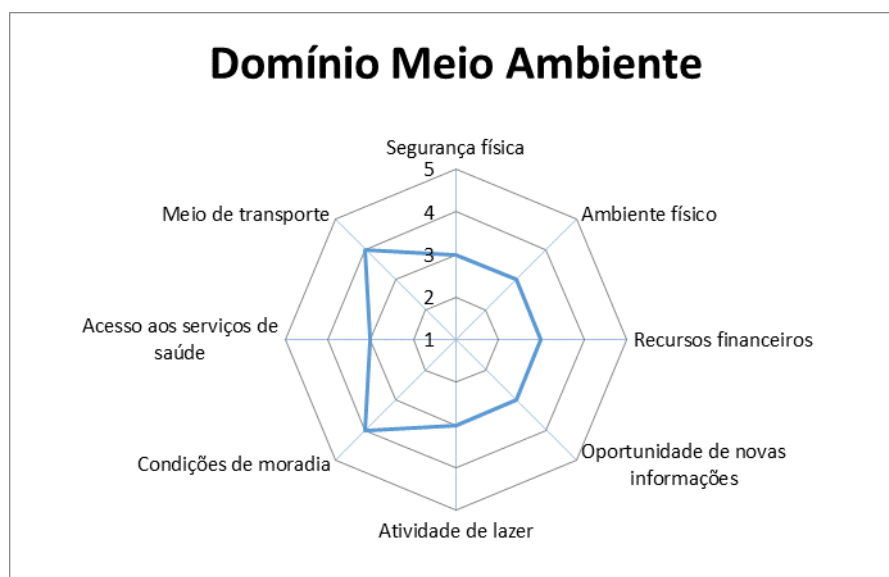 Domínio Meio Ambiente
Segurança física
5
4
3
2
1
Ambiente físico
Recursos financeiros
Oportunidade de novas
informações
Atividade de lazer
Condições de moradia
Acesso aos serviços de
saúde
Meio de transporte